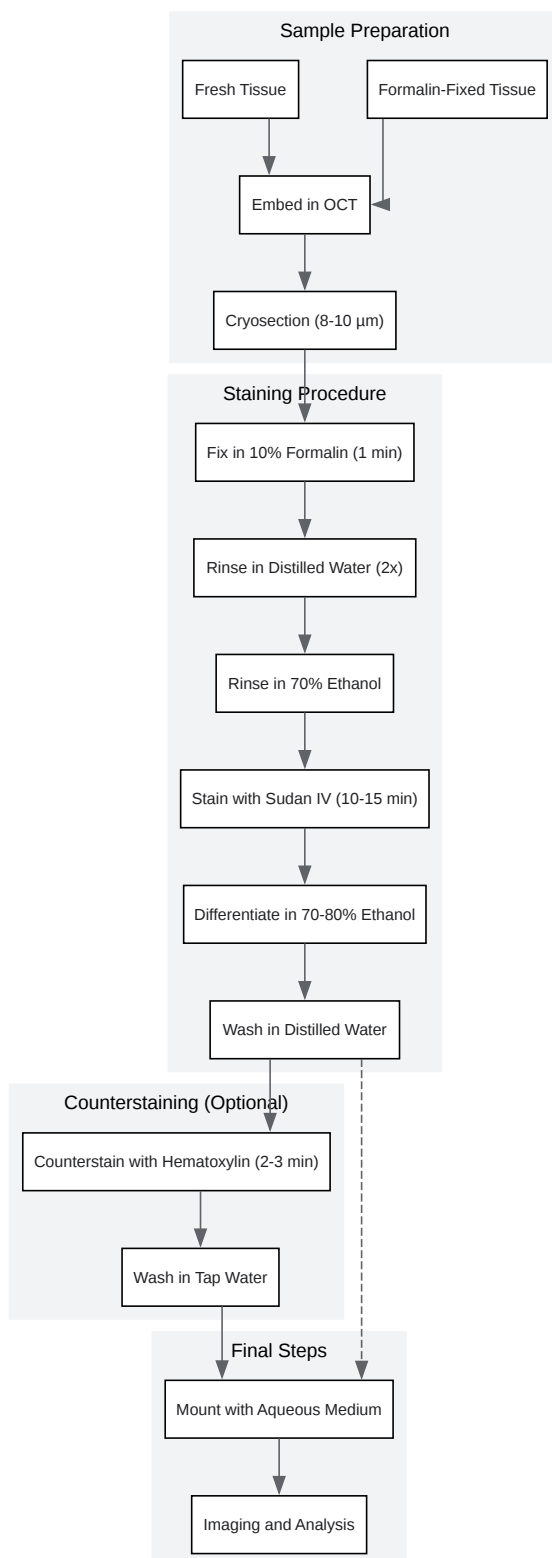 Sample Preparation
Fresh Tissue
Formalin-Fixed Tissue
Embed in OCT
Cryosection (8-10 µm)
Staining Procedure
Fix in 10% Formalin (1 min)
Rinse in Distilled Water (2x)
Rinse in 70% Ethanol
Stain with Sudan IV (10-15 min)
Differentiate in 70-80% Ethanol
Wash in Distilled Water
Counterstaining (Optional)
Counterstain with Hematoxylin (2-3 min)
Wash in Tap Water
Final Steps
Mount with Aqueous Medium
Imaging and Analysis